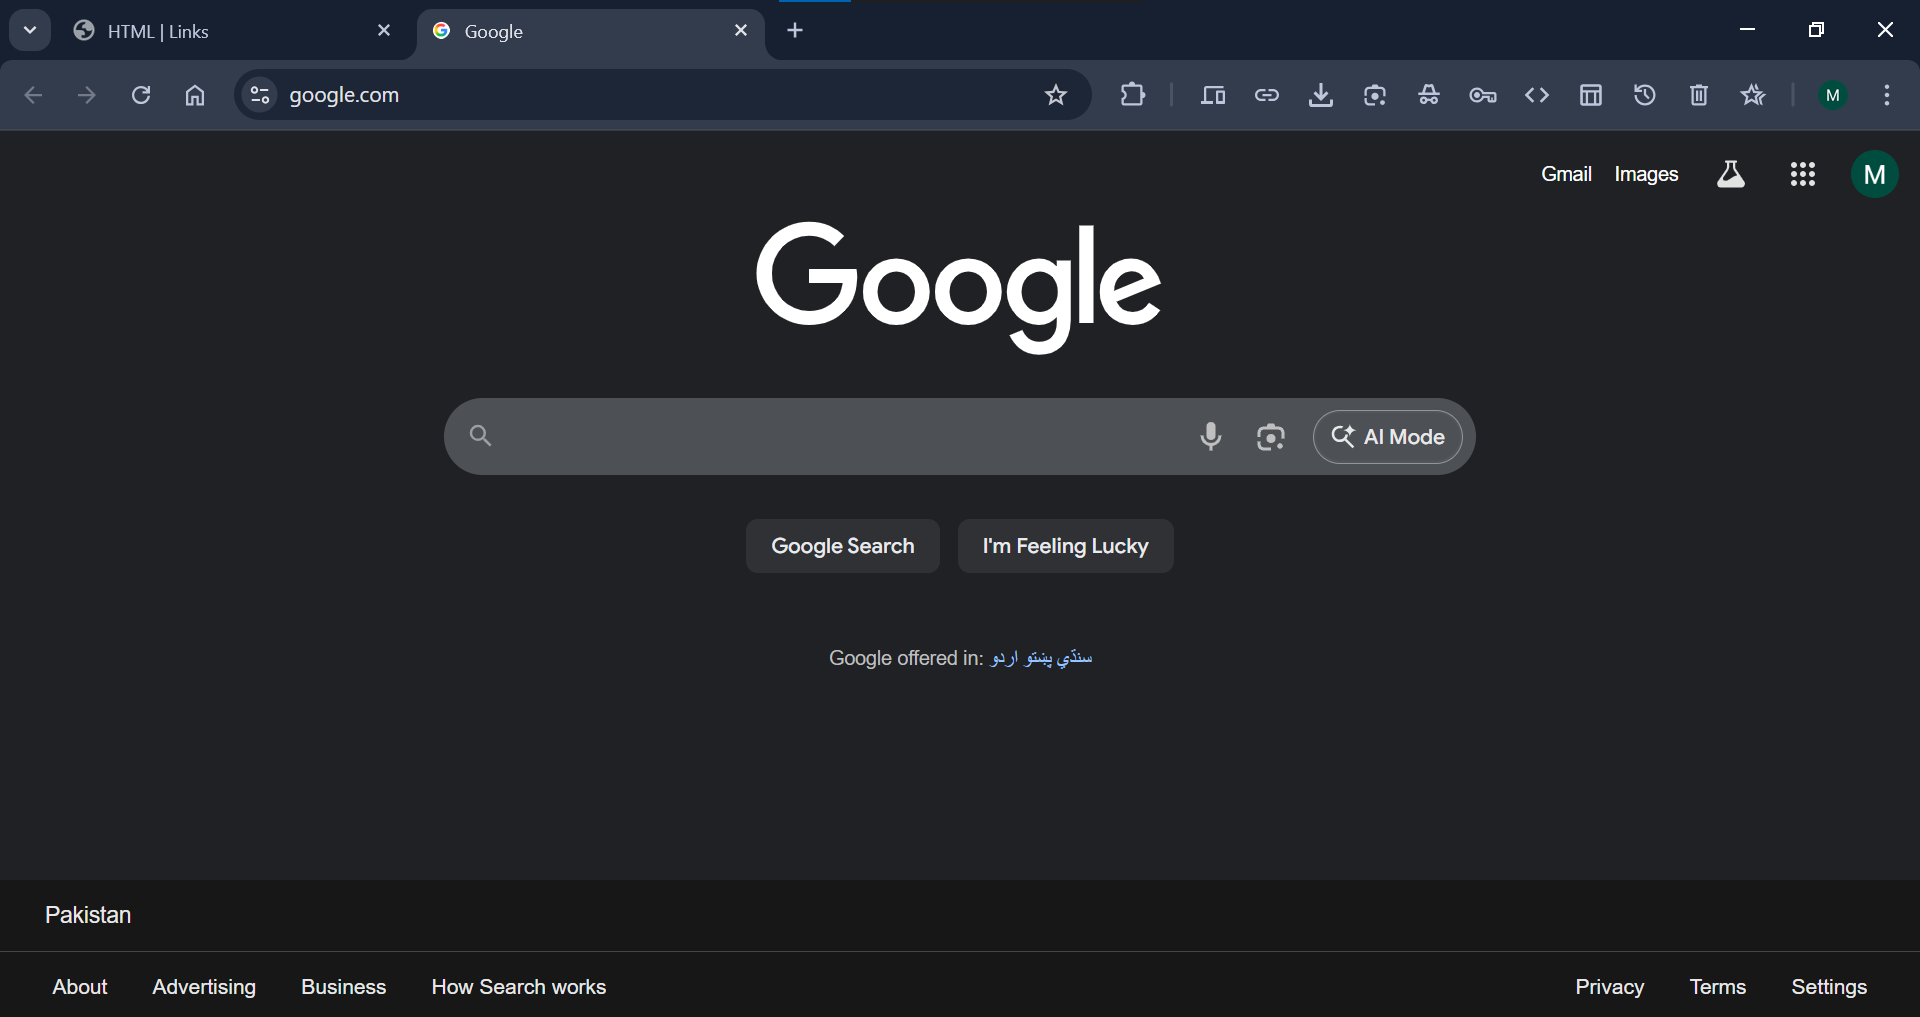 HTML | Links
Google
google.com
M
Gmail Images M
Google
AI Mode
Google Search I'm Feeling Lucky
Google offered in: اردو پښتو سنڌي
Pakistan
About Advertising Business How Search works Privacy Terms Settings